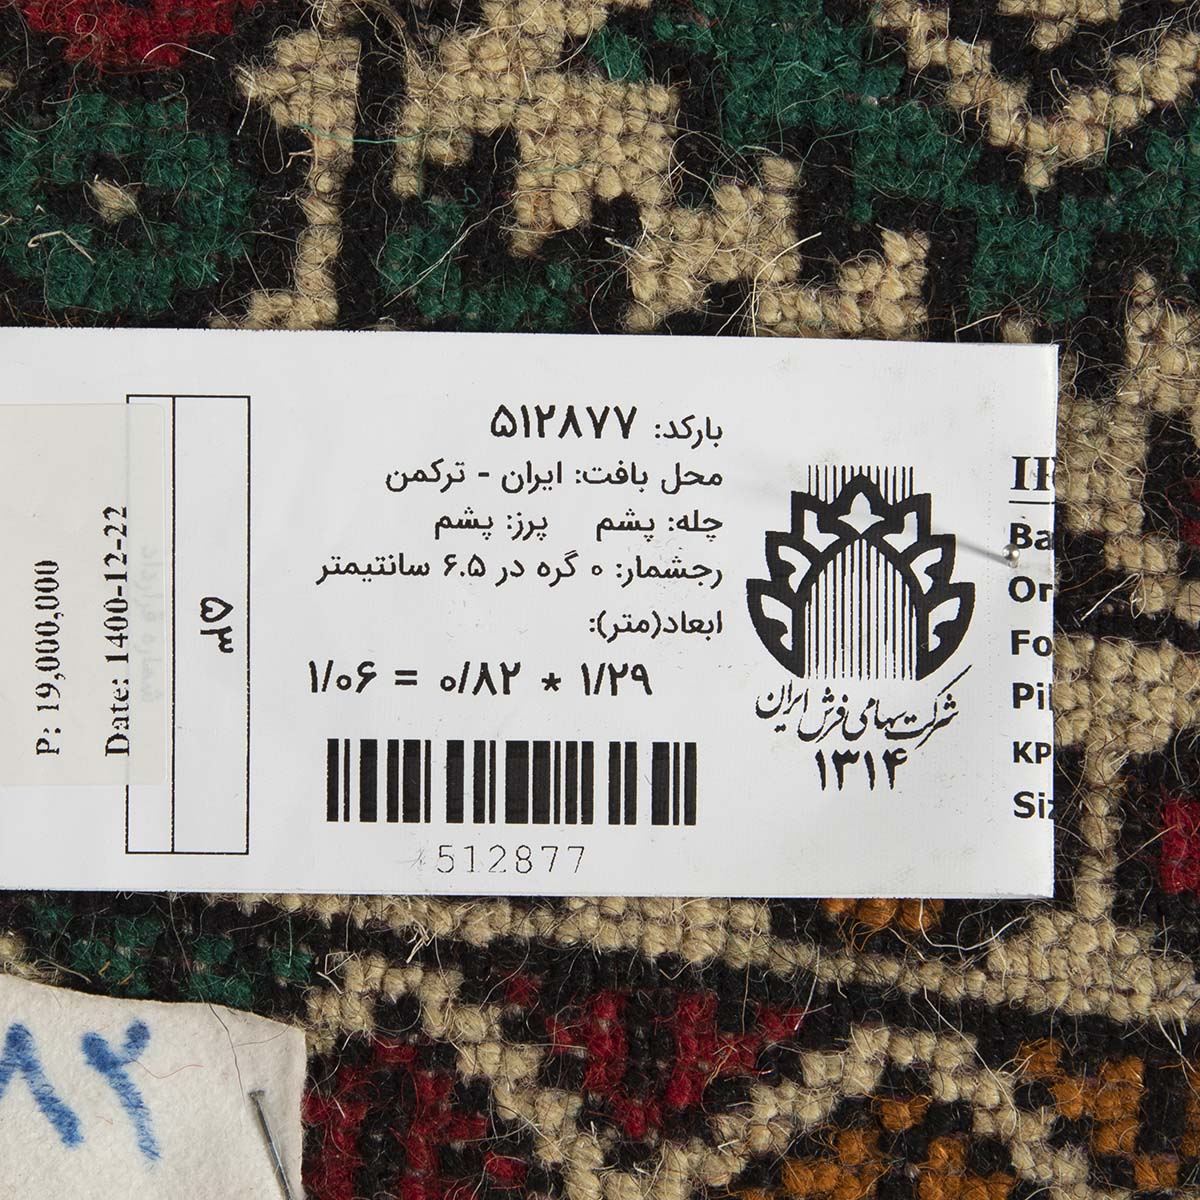 بارکد: ۵۱۲۸۷۷
محل بافت: ایران - ترکمن
چله: پشم پرز: پشم
رجشمار: ۰ گره در ۶.۵ سانتیمتر
ابعاد(متر):
۱/۲۹ * ۰/۸۲ = ۱/۰۶
512877
شرکت سهامی فرش ایران
۱۳۱۴
۵۳
Date: 1400-12-22
P: 19,000,000
Ba
Or
Fo
Pil
KP
Siz
۸۲